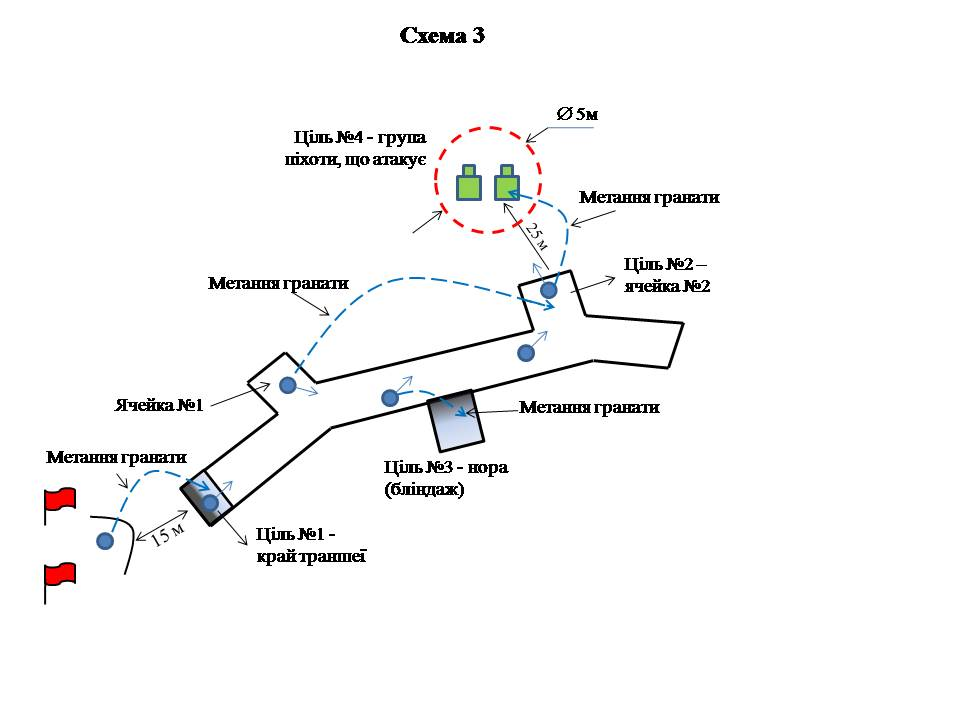 Схема 3
∅ 5м
Ціль №4 - група
піхоти, що атакує
Метання гранати
25 м
Ціль №2 –
ячейка №2
Метання гранати
Ячейка №1
Метання гранати
Метання гранати
Ціль №3 - нора
(бліндаж)
15 м
Ціль №1 -
край траншеї